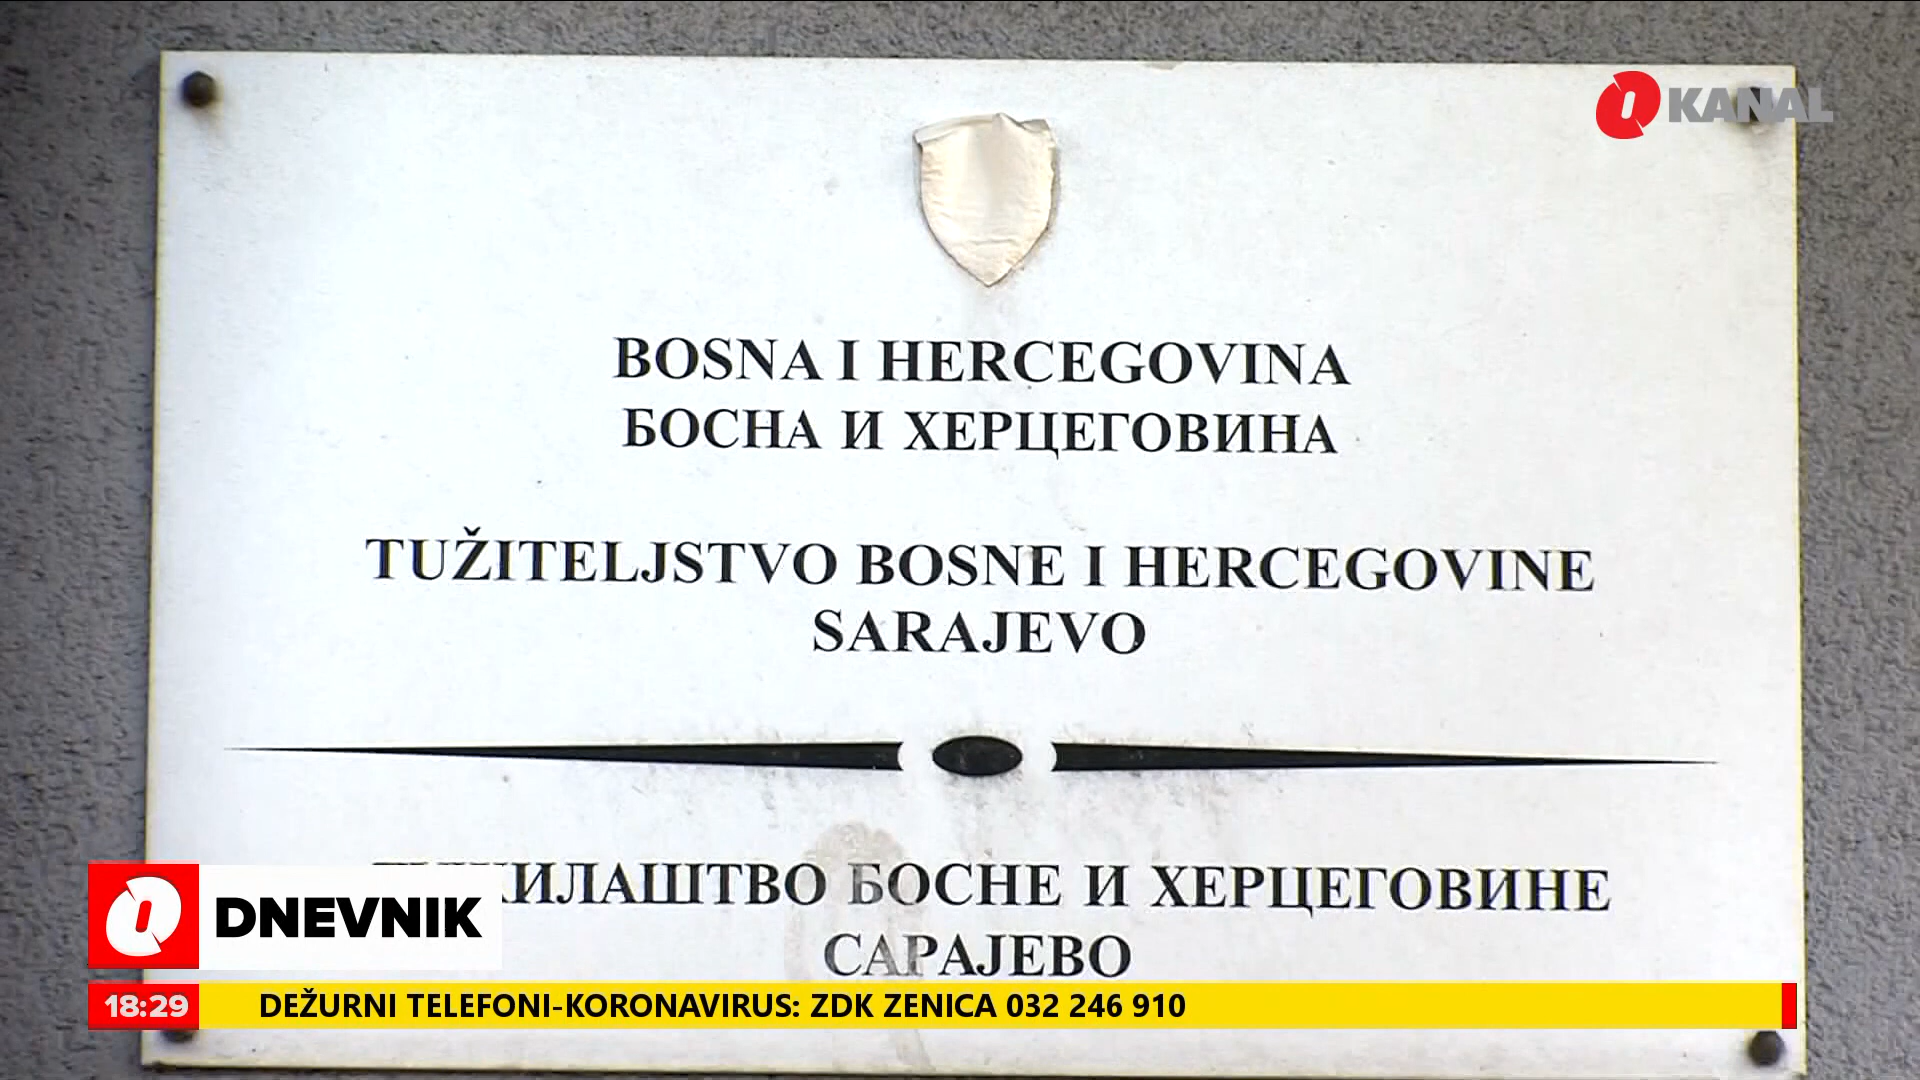 KANAL
BOSNA I HERCEGOVINA
БОСНА И ХЕРЦЕГОВИНА
TUŽITELJSTVO BOSNE I HERCEGOVINE
SARAJEVO
БОСНЕ И ХЕРЦЕГОВИНЕ
САРАЈЕВО
DNEVNIK
18:29 DEŽURNI TELEFONI-KORONAVIRUS: ZDK ZENICA 032 246 910